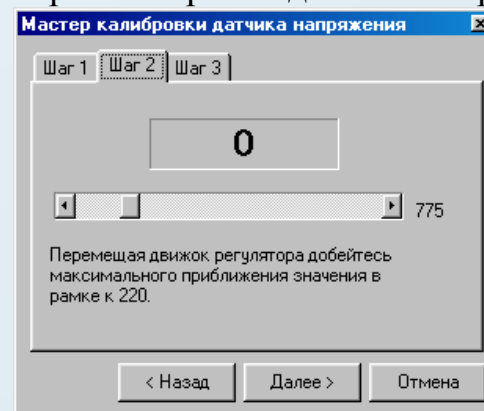 Мастер калибровки датчика напряжения
Шаг 1 Шаг 2 Шаг 3
0
775
Перемещая движок регулятора добейтесь
максимального приближения значения в
рамке к 220.
< Назад Далее > Отмена